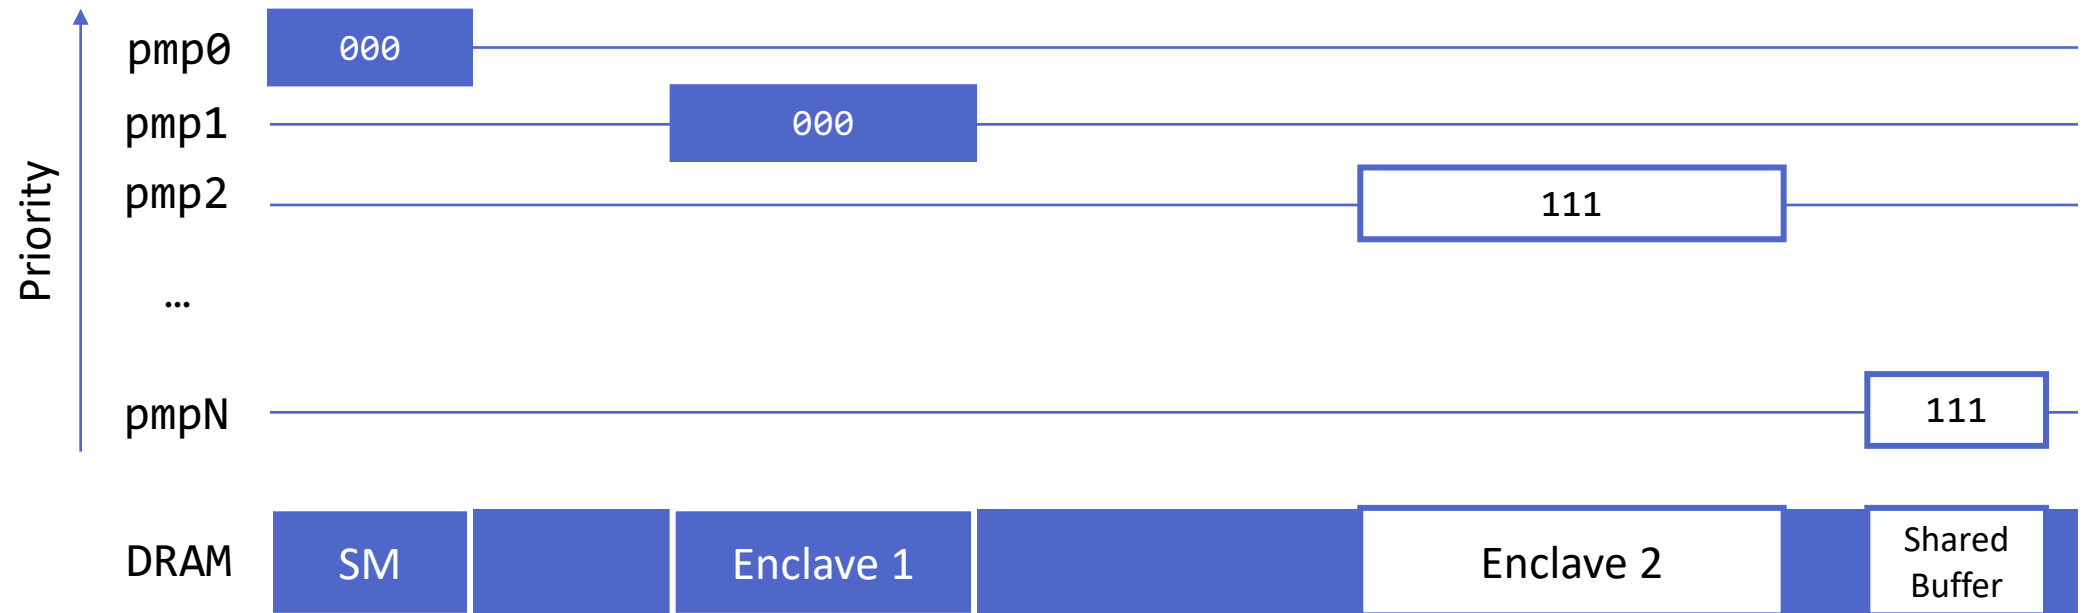 Priority
pmp0 000
pmp1 000
pmp2 111
…
pmpN 111
DRAM SM Enclave 1 Enclave 2 Shared Buffer